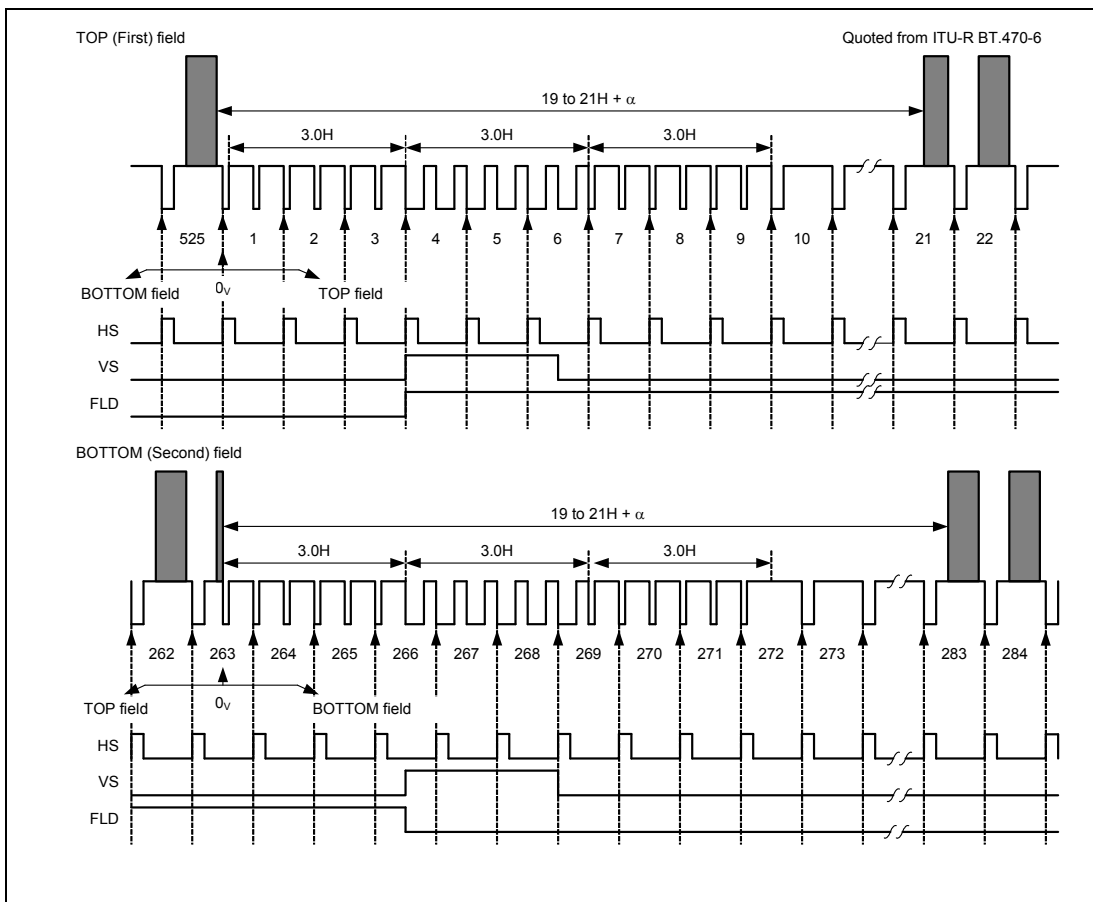 TOP (First) field Quoted from ITU-R BT.470-6
19 to 21H + α
3.0H 3.0H 3.0H
525 1 2 3 4 5 6 7 8 9 10 21 22
0V
BOTTOM field TOP field
HS
VS
FLD
BOTTOM (Second) field
19 to 21H + α
3.0H 3.0H 3.0H
262 263 264 265 266 267 268 269 270 271 272 273 283 284
TOP field 0V BOTTOM field
HS
VS
FLD